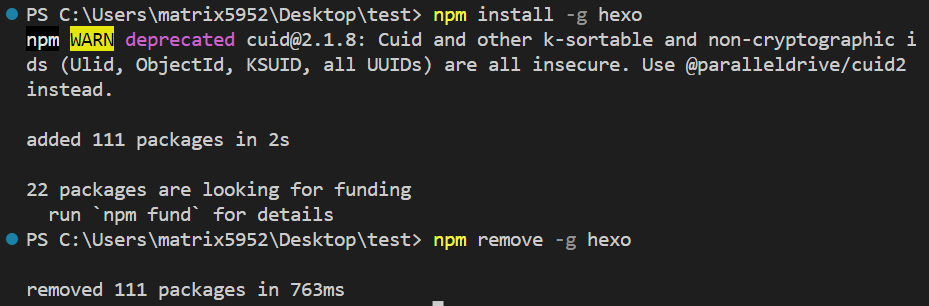 PS C:\Users\matrix5952\Desktop\test> npm install -g hexo
npm WARN deprecated cuid@2.1.8: Cuid and other k-sortable and non-cryptographic i
ds (Ulid, ObjectId, KSUID, all UUIDs) are all insecure. Use @paralleldrive/cuid2
instead.
added 111 packages in 2s
22 packages are looking for funding
  run `npm fund` for details
PS C:\Users\matrix5952\Desktop\test> npm remove -g hexo
removed 111 packages in 763ms